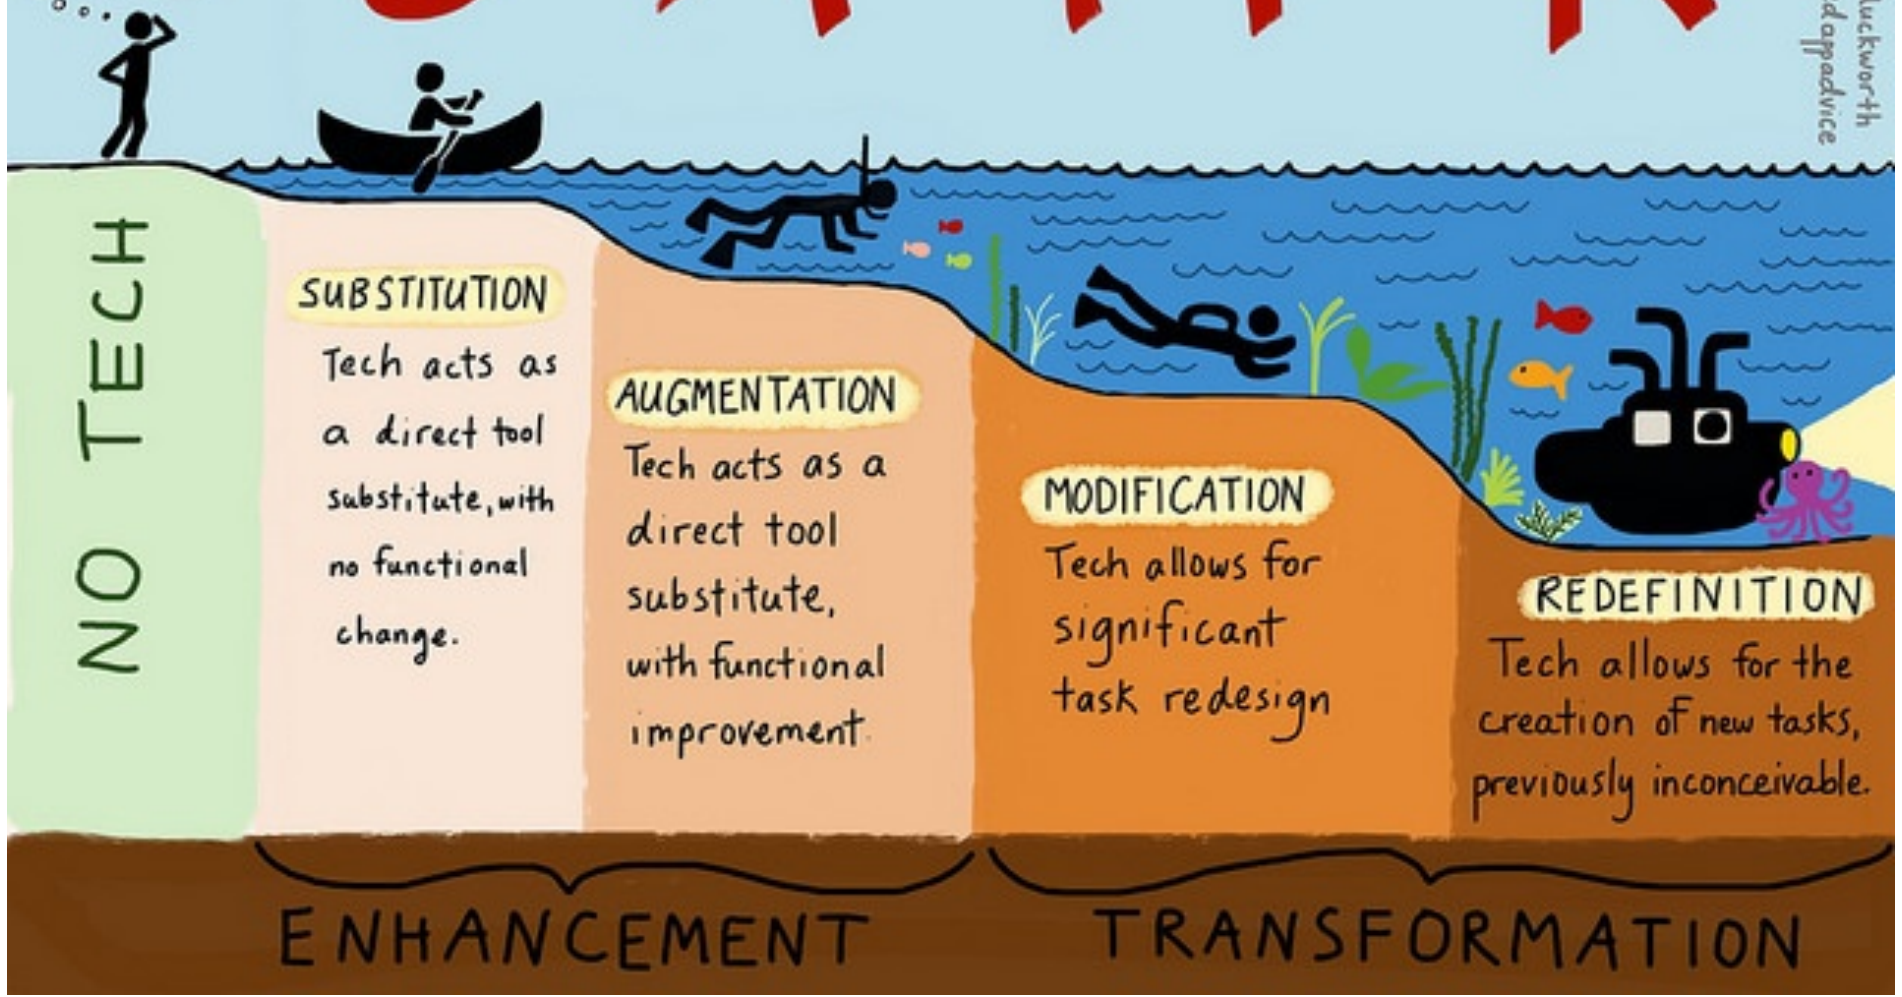 duckworth
dappadvice
NO TECH
SUBSTITUTION
Tech acts as
a direct tool
substitute, with
no functional
change.
AUGMENTATION
Tech acts as a
direct tool
substitute,
with functional
improvement.
MODIFICATION
Tech allows for
significant
task redesign
REDEFINITION
Tech allows for the
creation of new tasks,
previously inconceivable.
ENHANCEMENT
TRANSFORMATION